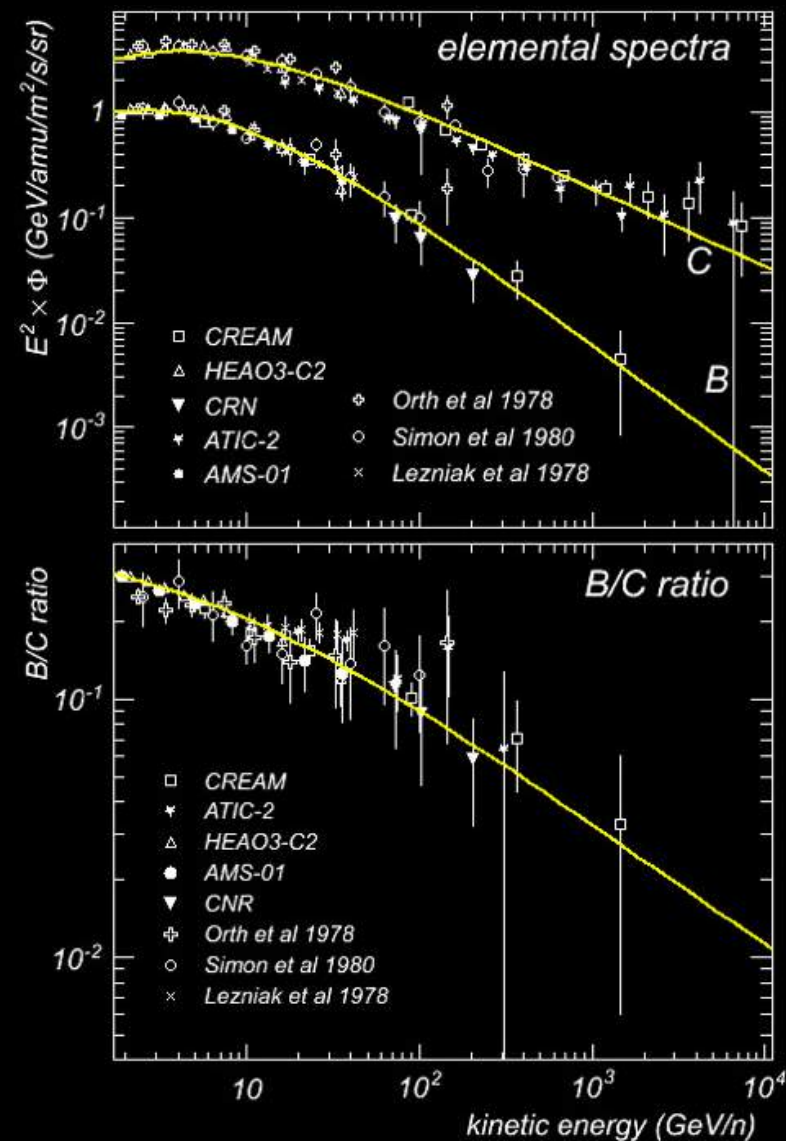 elemental spectra
E² × Φ (GeV/amu/m²/s/sr)
1
10⁻¹
10⁻²
10⁻³
C
B
CREAM
HEAO3-C2
CRN
ATIC-2
AMS-01
Orth et al 1978
Simon et al 1980
Lezniak et al 1978
B/C ratio
B/C ratio
10⁻¹
10⁻²
CREAM
ATIC-2
HEAO3-C2
AMS-01
CNR
Orth et al 1978
Simon et al 1980
Lezniak et al 1978
10 10² 10³ 10⁴
kinetic energy (GeV/n)